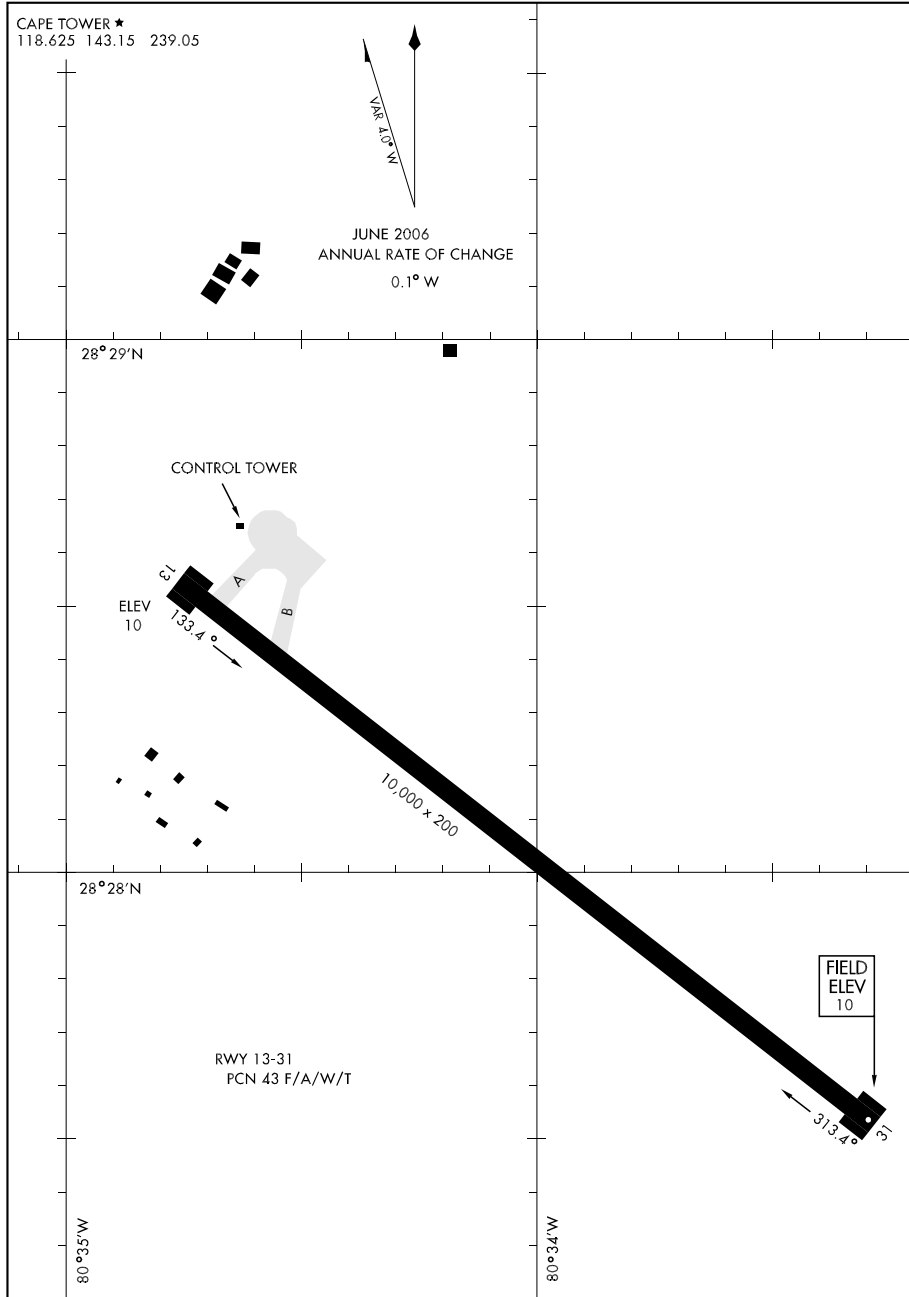 CAPE TOWER ★
118.625 143.15 239.05
VAR 4.0° W
JUNE 2006
ANNUAL RATE OF CHANGE
0.1° W
28°29'N
CONTROL TOWER
13
A
B
ELEV
10
133.4°
10,000 x 200
28°28'N
FIELD
ELEV
10
RWY 13-31
PCN 43 F/A/W/T
313.4°
31
80°35'W
80°34'W